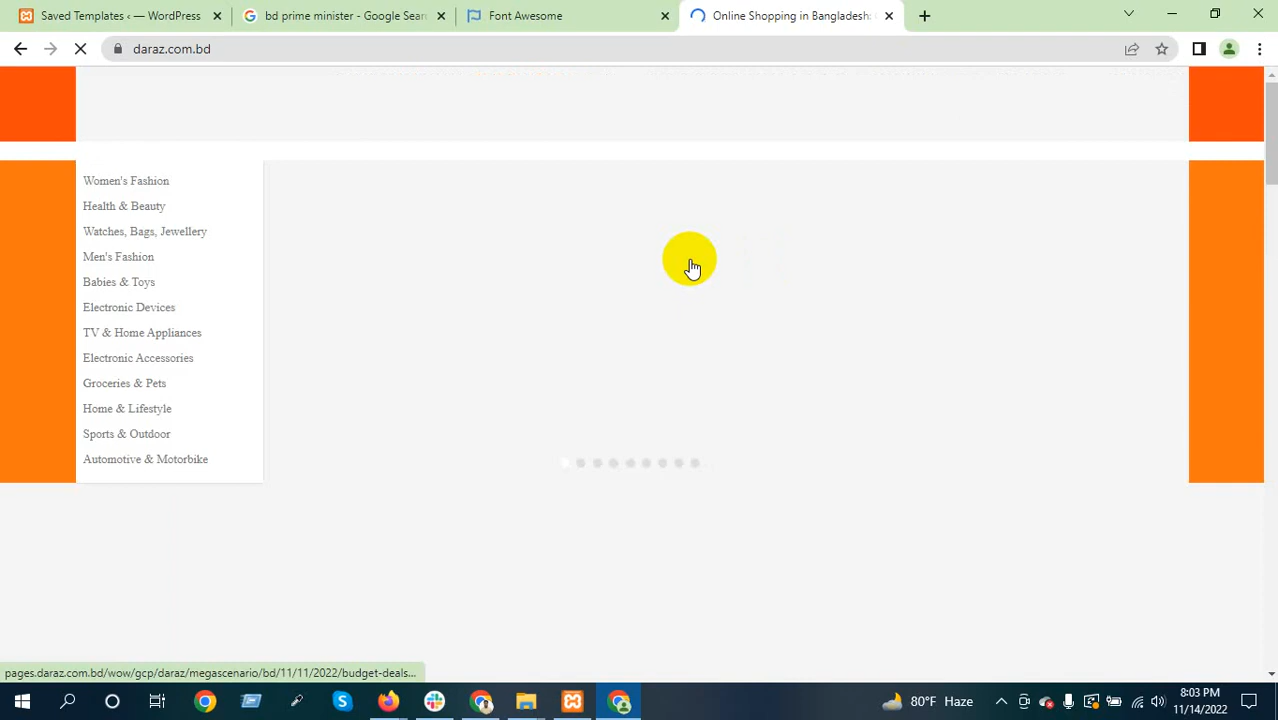 Saved Templates ‹ — WordPress
bd prime minister - Google Sear
Font Awesome
Online Shopping in Bangladesh:
daraz.com.bd
Women's Fashion
Health & Beauty
Watches, Bags, Jewellery
Men's Fashion
Babies & Toys
Electronic Devices
TV & Home Appliances
Electronic Accessories
Groceries & Pets
Home & Lifestyle
Sports & Outdoor
Automotive & Motorbike
pages.daraz.com.bd/wow/gcp/daraz/megascenario/bd/11/11/2022/budget-deals...
80°F Haze
8:03 PM
11/14/2022